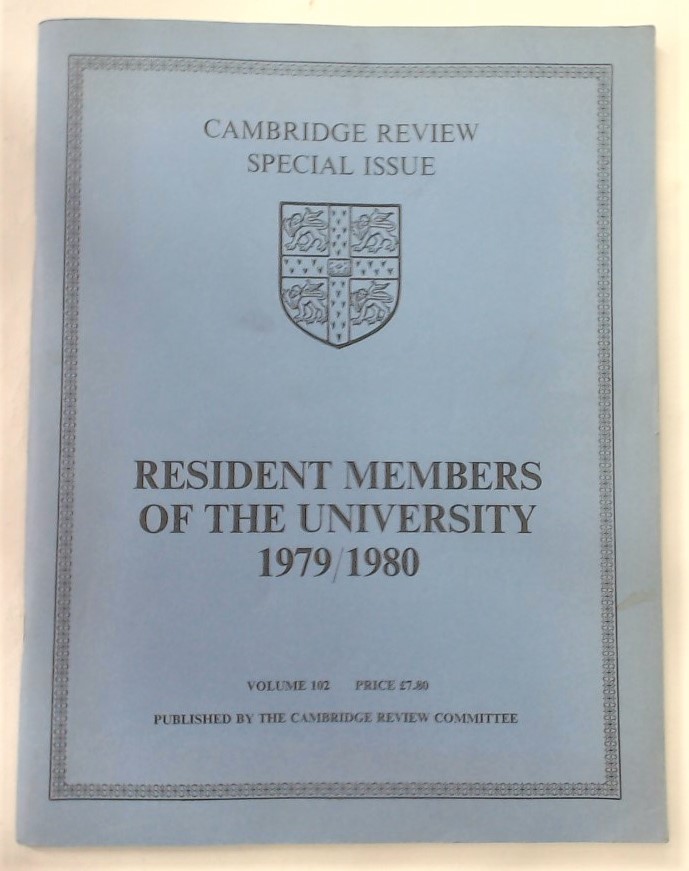 CAMBRIDGE REVIEW
SPECIAL ISSUE
RESIDENT MEMBERS
OF THE UNIVERSITY
1979/1980
VOLUME 102 PRICE £7.80
PUBLISHED BY THE CAMBRIDGE REVIEW COMMITTEE